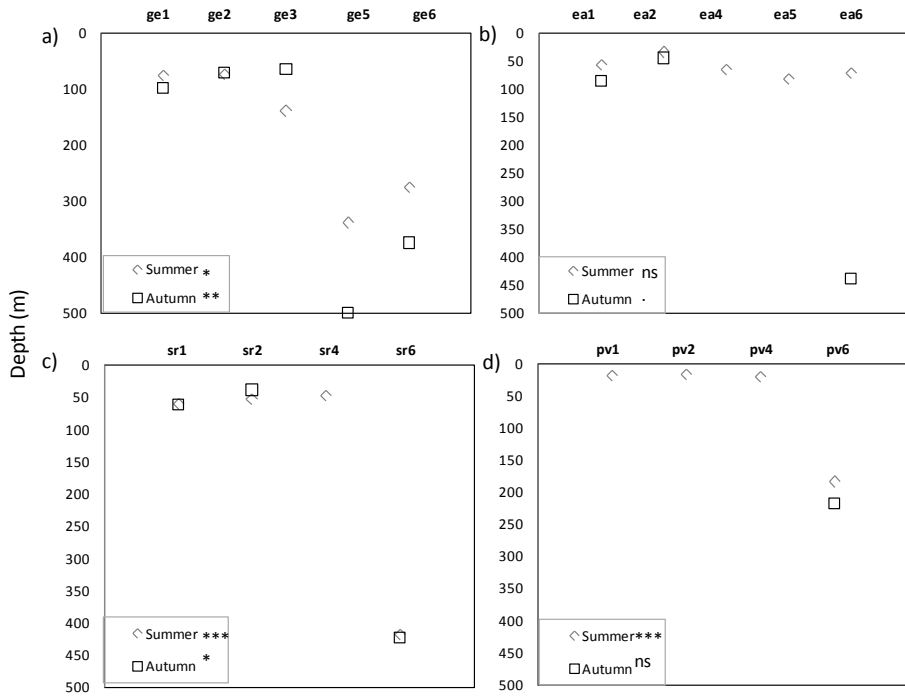 a)
ge1 ge2 ge3 ge5 ge6
0
100
200
300
400
500
Summer *
Autumn **
b)
ea1 ea2 ea4 ea5 ea6
0
50
100
150
200
250
300
350
400
450
500
Summer ns
Autumn .
Depth (m)
c)
sr1 sr2 sr4 sr6
0
50
100
150
200
250
300
350
400
450
500
Summer ***
Autumn *
d)
pv1 pv2 pv4 pv6
0
50
100
150
200
250
300
350
400
450
500
Summer***
Autumn ns